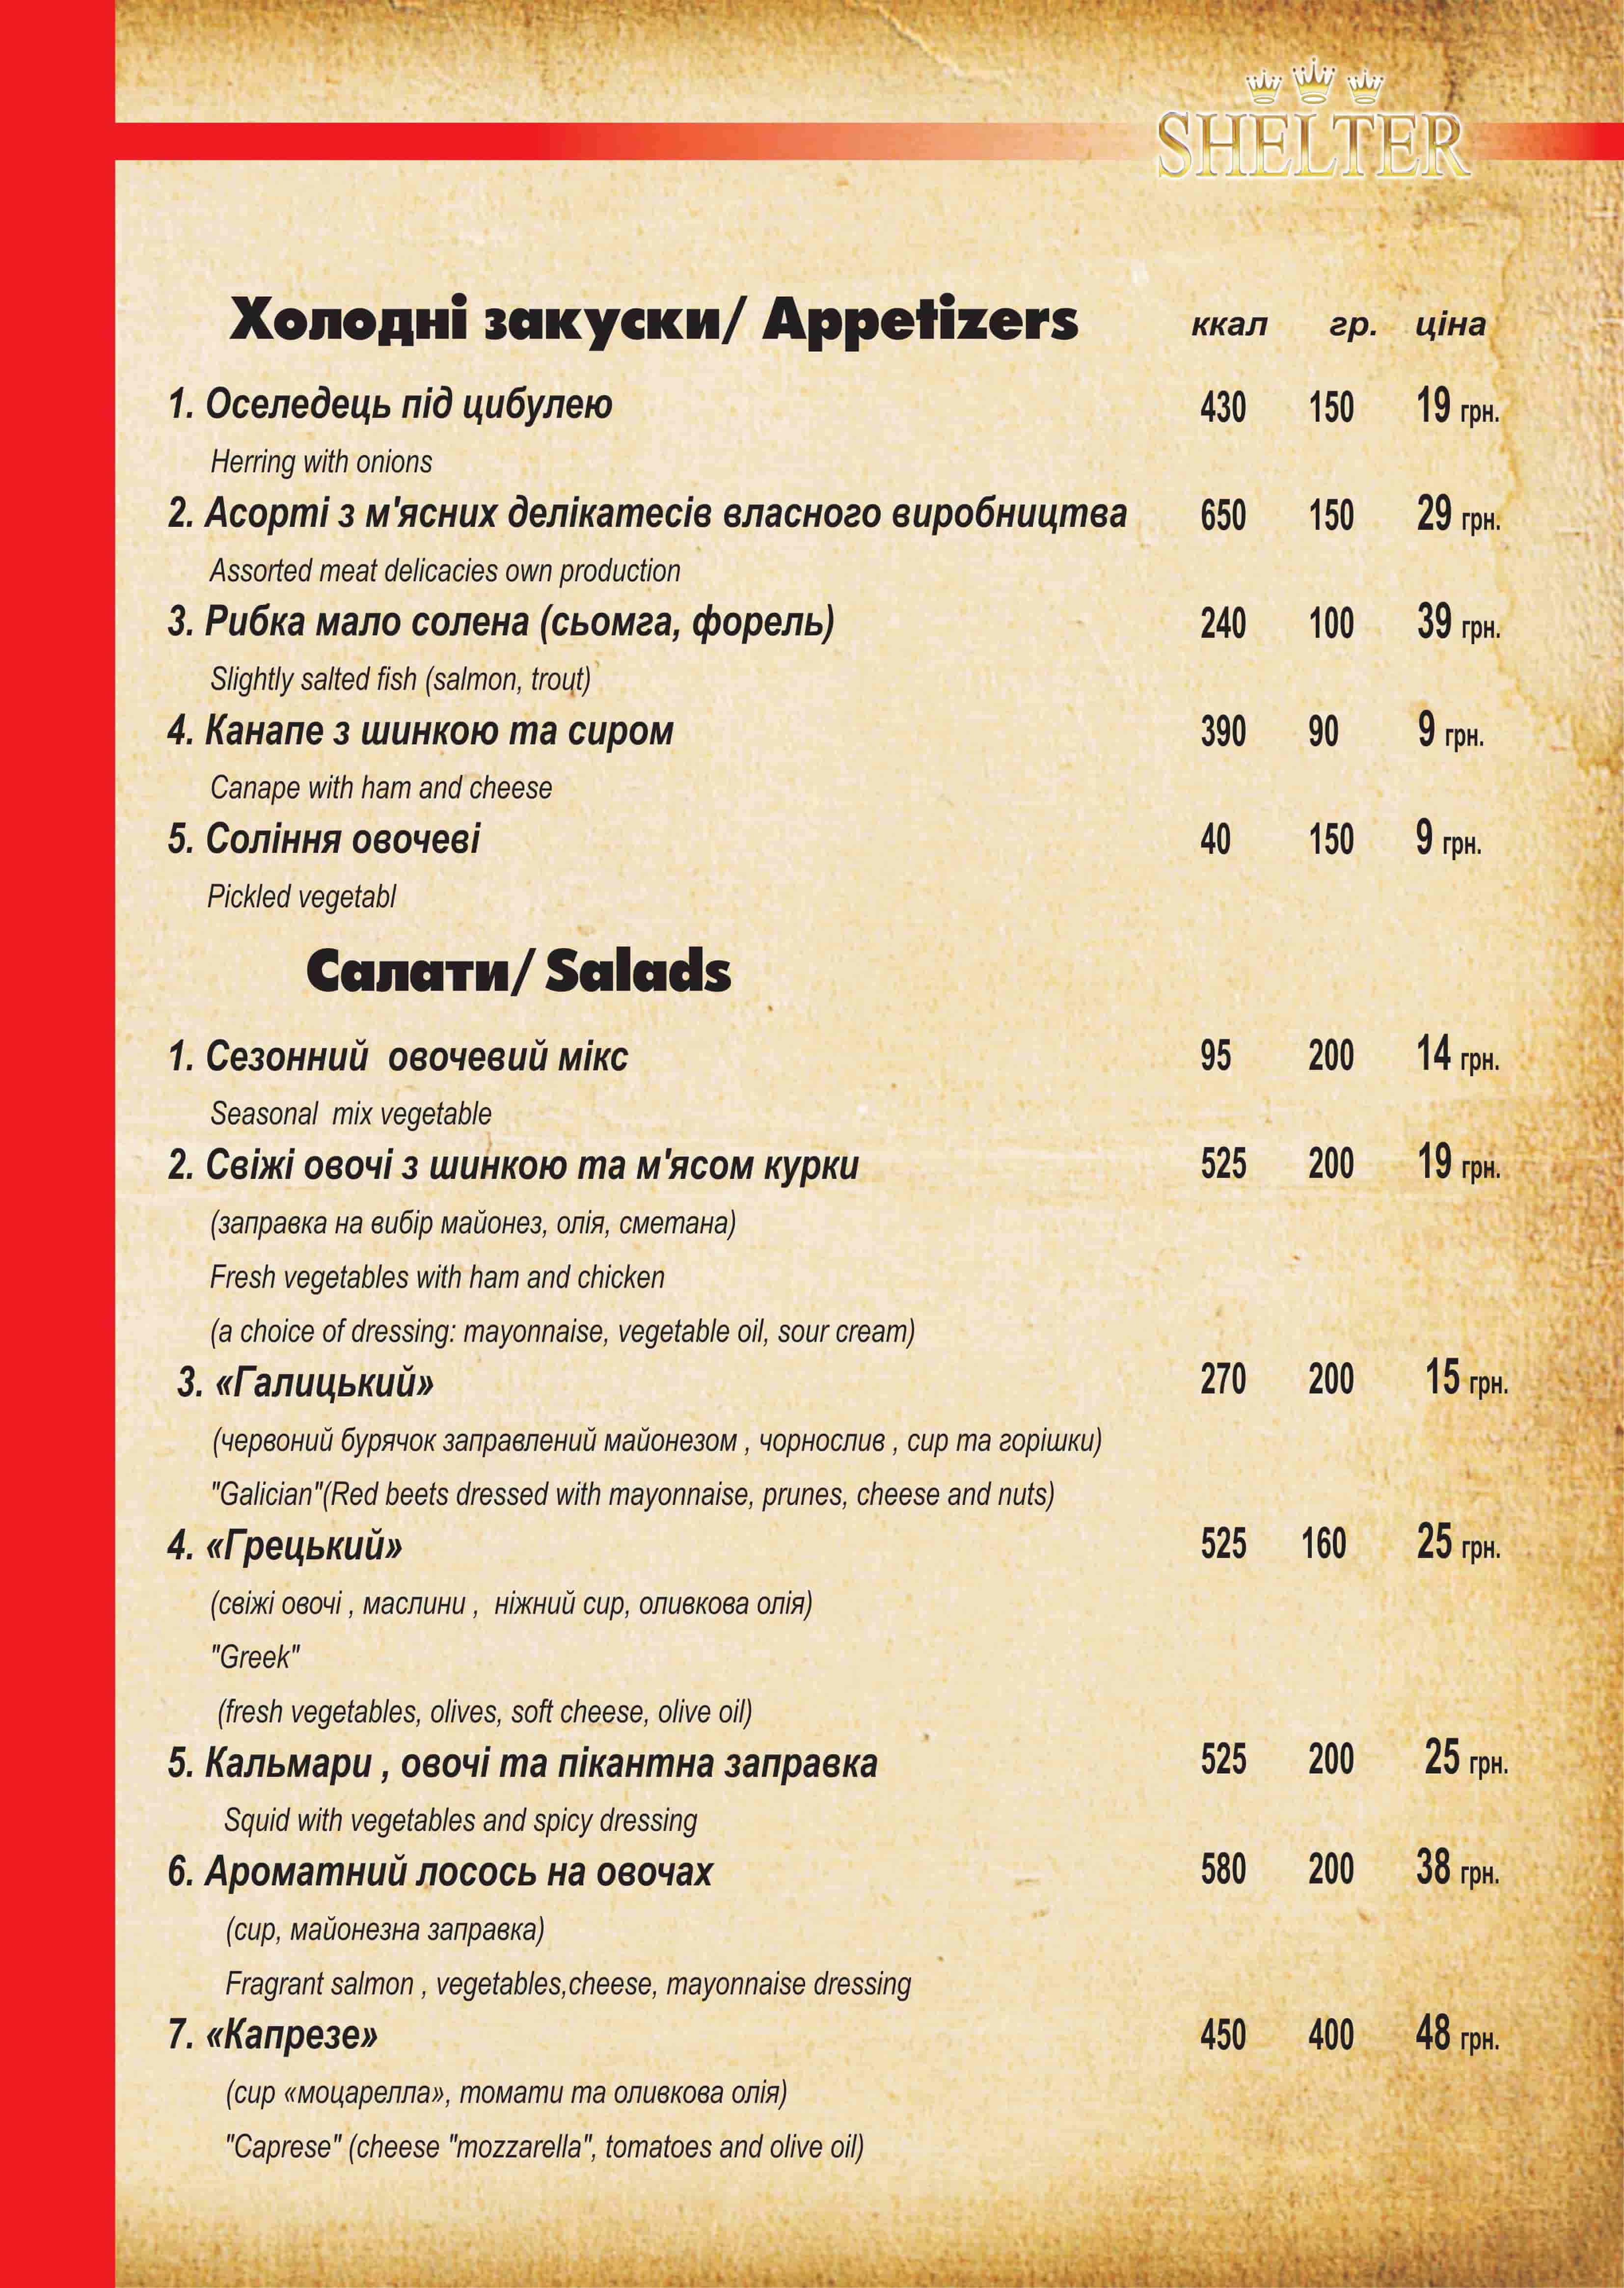 SHELTER
Холодні закуски/ Appetizers ккал гр. ціна
1. Оселедець під цибулею 430 150 19 грн.
Herring with onions
2. Асорті з м'ясних делікатесів власного виробництва 650 150 29 грн.
Assorted meat delicacies own production
3. Рибка мало солена (сьомга, форель) 240 100 39 грн.
Slightly salted fish (salmon, trout)
4. Канапе з шинкою та сиром 390 90 9 грн.
Canape with ham and cheese
5. Соління овочеві 40 150 9 грн.
Pickled vegetabl
Салати/ Salads
1. Сезонний овочевий мікс 95 200 14 грн.
Seasonal mix vegetable
2. Свіжі овочі з шинкою та м'ясом курки 525 200 19 грн.
(заправка на вибір майонез, олія, сметана)
Fresh vegetables with ham and chicken
(a choice of dressing: mayonnaise, vegetable oil, sour cream)
3. «Галицький» 270 200 15 грн.
(червоний бурячок заправлений майонезом , чорнослив , сир та горішки)
"Galician"(Red beets dressed with mayonnaise, prunes, cheese and nuts)
4. «Грецький» 525 160 25 грн.
(свіжі овочі , маслини , ніжний сир, оливкова олія)
"Greek"
(fresh vegetables, olives, soft cheese, olive oil)
5. Кальмари , овочі та пікантна заправка 525 200 25 грн.
Squid with vegetables and spicy dressing
6. Ароматний лосось на овочах 580 200 38 грн.
(сир, майонезна заправка)
Fragrant salmon , vegetables,cheese, mayonnaise dressing
7. «Капрезе» 450 400 48 грн.
(сир «моцарелла», томати та оливкова олія)
"Caprese" (cheese "mozzarella", tomatoes and olive oil)